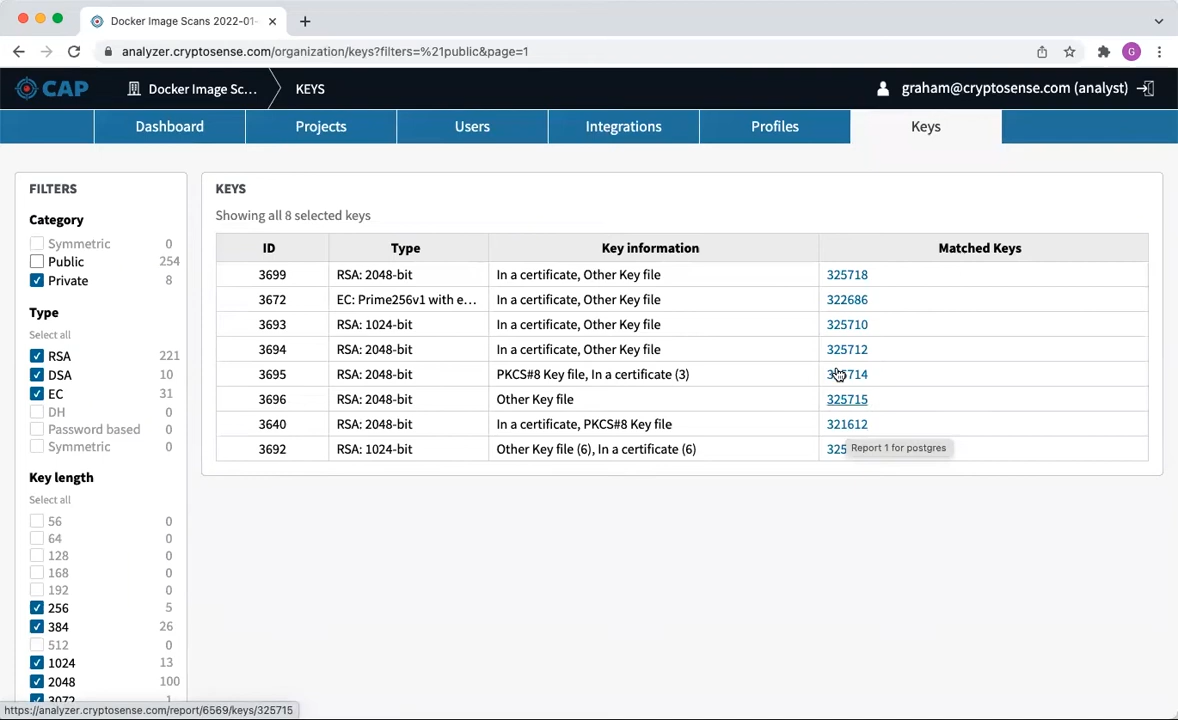 Docker Image Scans 2022-01-
analyzer.cryptosense.com/organization/keys?filters=%21public&page=1
G
CAP
Docker Image Sc...
KEYS
graham@cryptosense.com (analyst)
Dashboard
Projects
Users
Integrations
Profiles
Keys
FILTERS
Category
Symmetric 0
Public 254
Private 8
Type
Select all
RSA 221
DSA 10
EC 31
DH 0
Password based 0
Symmetric 0
Key length
Select all
56 0
64 0
128 0
168 0
192 0
256 5
384 26
512 0
1024 13
2048 100
3072 1
KEYS
Showing all 8 selected keys
ID Type Key information Matched Keys
3699 RSA: 2048-bit In a certificate, Other Key file 325718
3672 EC: Prime256v1 with e... In a certificate, Other Key file 322686
3693 RSA: 1024-bit In a certificate, Other Key file 325710
3694 RSA: 2048-bit In a certificate, Other Key file 325712
3695 RSA: 2048-bit PKCS#8 Key file, In a certificate (3)
3696 RSA: 2048-bit Other Key file 325715
3640 RSA: 2048-bit In a certificate, PKCS#8 Key file 321612
3692 RSA: 1024-bit Other Key file (6), In a certificate (6)
Report 1 for postgres
https://analyzer.cryptosense.com/report/6569/keys/325715